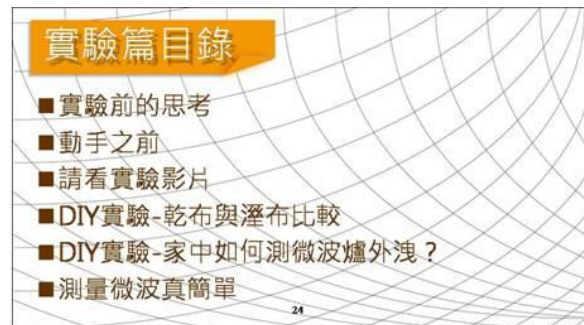 實驗篇目錄
■實驗前的思考
■動手之前
■請看實驗影片
■DIY實驗-乾布與溼布比較
■DIY實驗-家中如何測微波爐外洩？
■測量微波真簡單
24